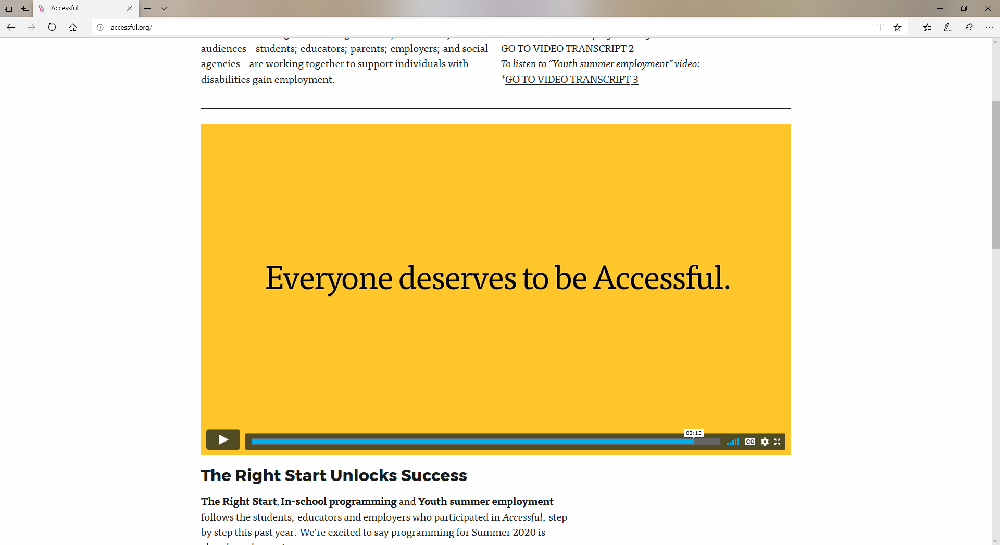 Accessful
accessful.org/
audiences – students; educators; parents; employers; and social
agencies – are working together to support individuals with
disabilities gain employment.
GO TO VIDEO TRANSCRIPT 2
To listen to “Youth summer employment” video:
*GO TO VIDEO TRANSCRIPT 3
Everyone deserves to be Accessful.
03:13
CC
The Right Start Unlocks Success
The Right Start, In-school programming and Youth summer employment
follows the students, educators and employers who participated in Accessful, step
by step this past year. We’re excited to say programming for Summer 2020 is